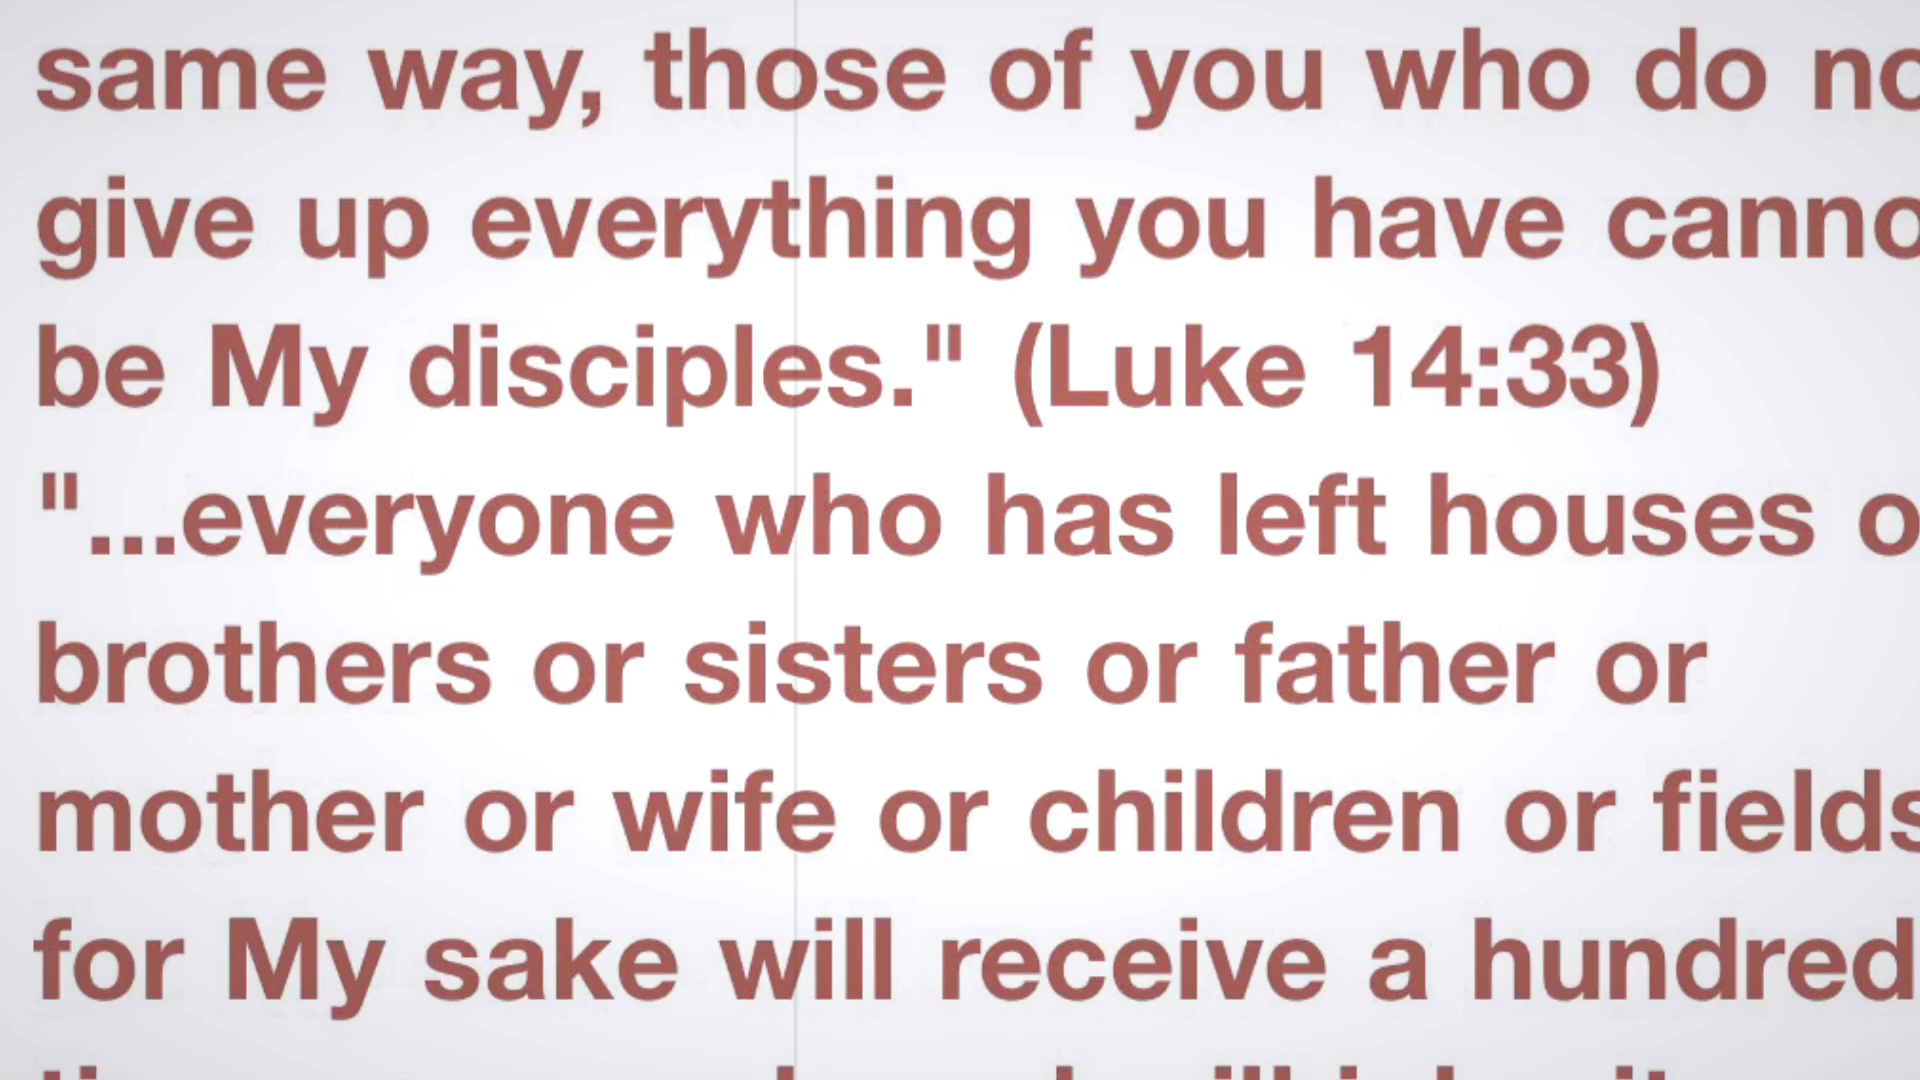 same way, those of you who do no
give up everything you have canno
be My disciples." (Luke 14:33)
"...everyone who has left houses o
brothers or sisters or father or
mother or wife or children or fields
for My sake will receive a hundred